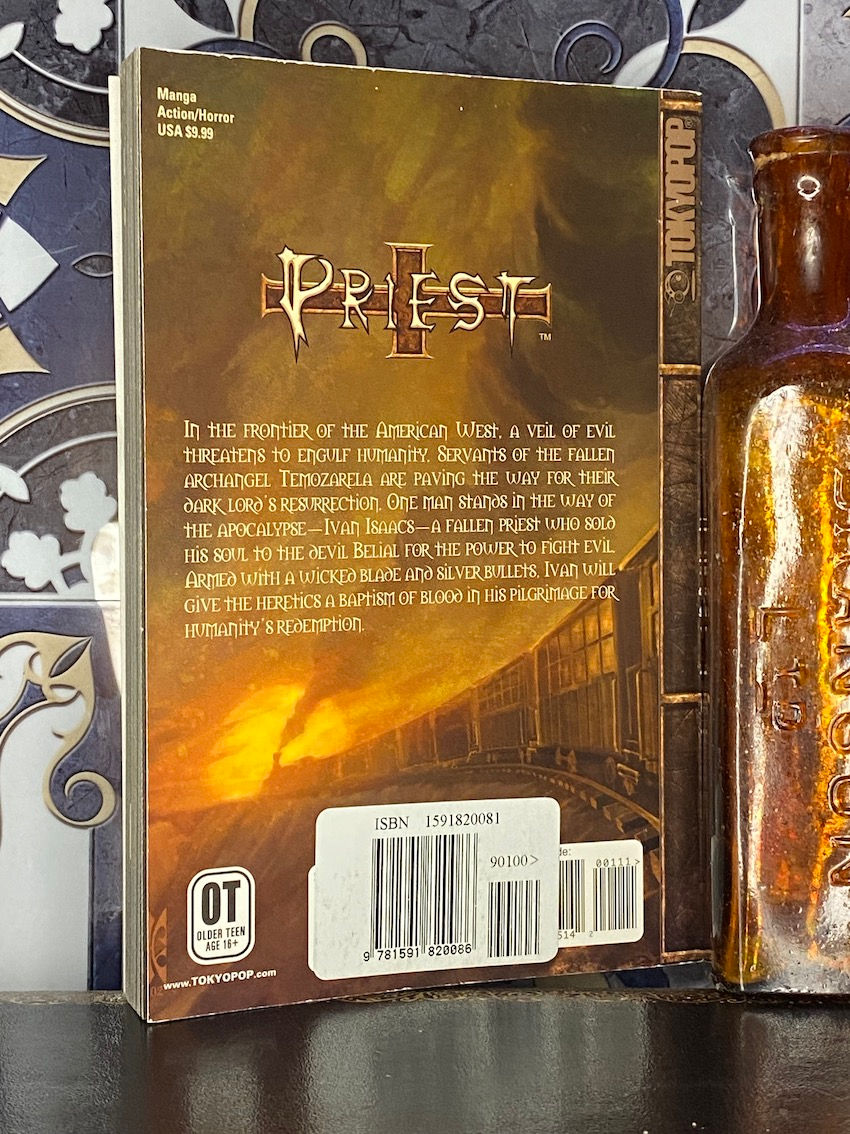 Manga
Action/Horror
USA $9.99
TOKYOPOP®
PRIEST™
IN THE FRONTIER OF THE AMERICAN WEST, A VEIL OF EVIL
THREATENS TO ENGULF HUMANITY. SERVANTS OF THE FALLEN
ARCHANGEL TEMOZARELA ARE PAVING THE WAY FOR THEIR
DARK LORD'S RESURRECTION. ONE MAN STANDS IN THE WAY OF
THE APOCALYPSE—IVAN ISAACS—A FALLEN PRIEST WHO SOLD
HIS SOUL TO THE DEVIL BELIAL FOR THE POWER TO FIGHT EVIL.
ARMED WITH A WICKED BLADE AND SILVER BULLETS, IVAN WILL
GIVE THE HERETICS A BAPTISM OF BLOOD IN HIS PILGRIMAGE FOR
HUMANITY'S REDEMPTION.
ISBN 1591820081
90100>
9 781591 820086
de:
00111>
514 2
OT
OLDER TEEN
AGE 16+
www.TOKYOPOP.com
LTD